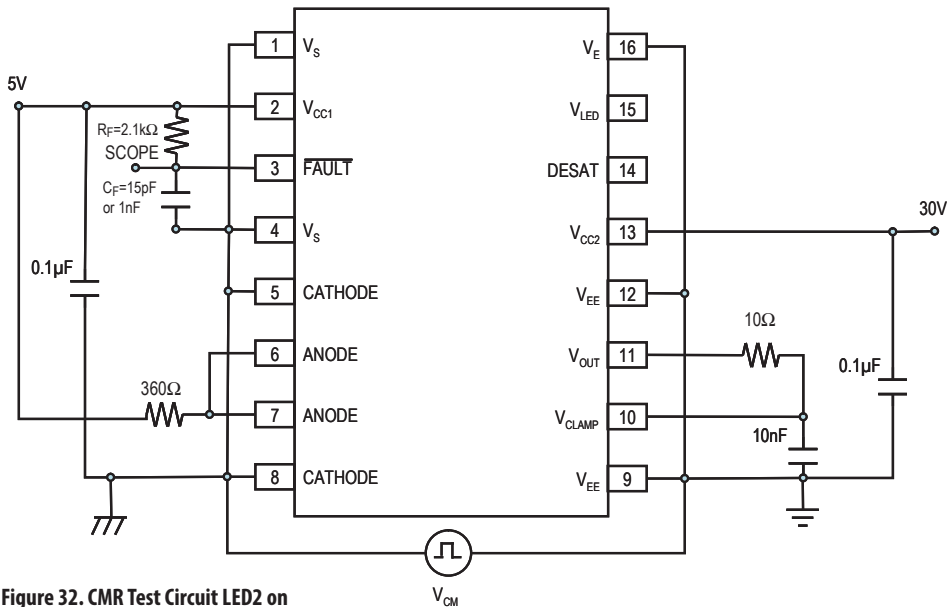 5V
RF=2.1kΩ
SCOPE
CF=15pF
or 1nF
0.1µF
360Ω
1 VS
2 VCC1
3 FAULT
4 VS
5 CATHODE
6 ANODE
7 ANODE
8 CATHODE
VE 16
VLED 15
DESAT 14
VCC2 13
VEE 12
VOUT 11
VCLAMP 10
VEE 9
30V
10Ω
0.1µF
10nF
VCM
Figure 32. CMR Test Circuit LED2 on